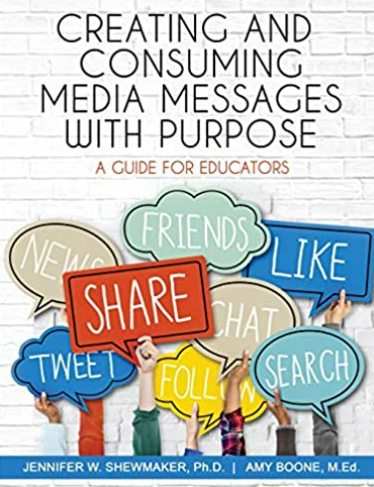 CREATING AND
CONSUMING
MEDIA MESSAGES
WITH PURPOSE
A GUIDE FOR EDUCATORS
FRIENDS
NEWS
LIKE
SHARE
CHAT
TWEET
FOLLOW
SEARCH
JENNIFER W. SHEWMAKER, Ph.D. | AMY BOONE, M.Ed.